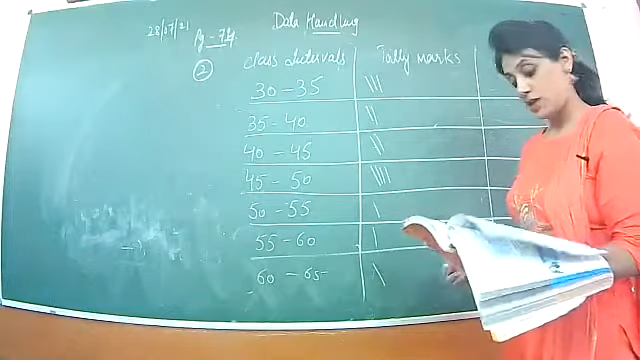 Data Handling
28/07/21
Pg - 74.
② Class Intervals Tally marks
30 - 35 |||
35 - 40 ||
40 - 45 ||
45 - 50 ||||
50 - 55 |
55 - 60 |
60 - 65 |